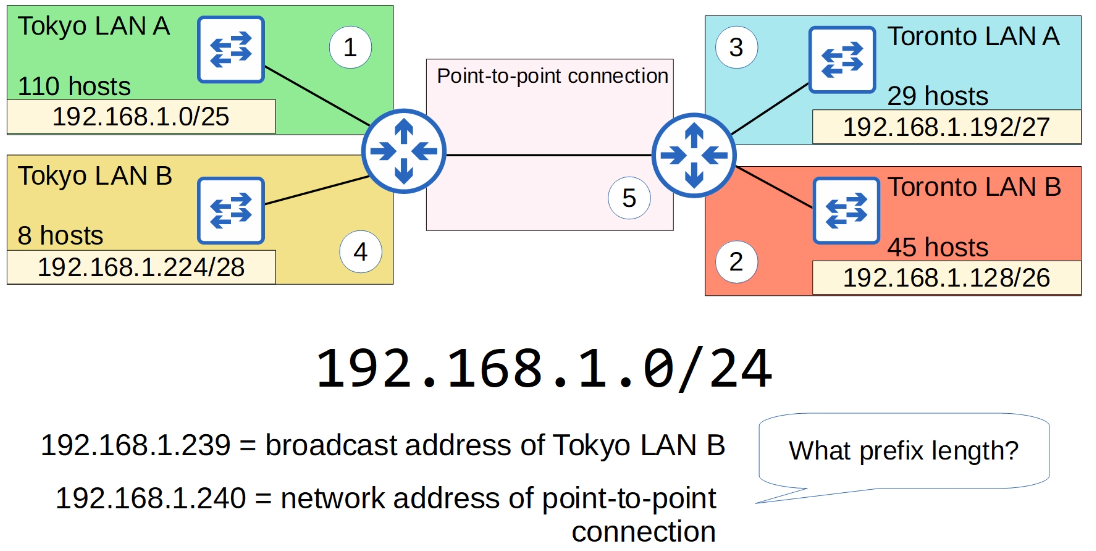 Tokyo LAN A
1
110 hosts
192.168.1.0/25
Tokyo LAN B
8 hosts
4
192.168.1.224/28
Point-to-point connection
5
3
Toronto LAN A
29 hosts
192.168.1.192/27
Toronto LAN B
2
45 hosts
192.168.1.128/26
192.168.1.0/24
192.168.1.239 = broadcast address of Tokyo LAN B
What prefix length?
192.168.1.240 = network address of point-to-point
connection